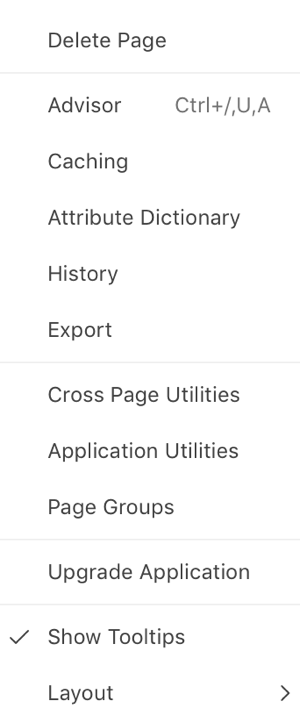 Delete Page
Advisor Ctrl+/,U,A
Caching
Attribute Dictionary
History
Export
Cross Page Utilities
Application Utilities
Page Groups
Upgrade Application
Show Tooltips
Layout